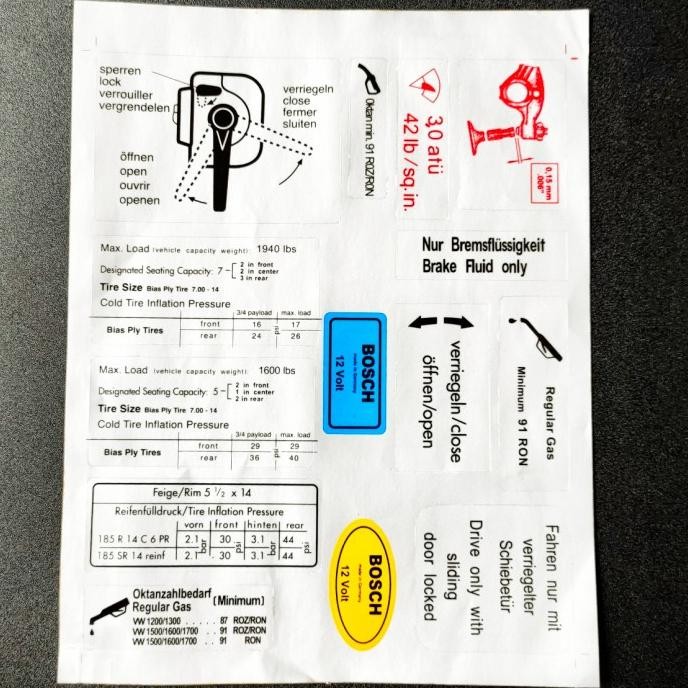 sperren
lock
verrouiller
vergrendelen
verriegeln
close
fermer
sluiten
öffnen
open
ouvrir
openen
Oktan min. 91 ROZ/RON
3,0 atü
42 lb/sq.in.
0,15 mm
.006"
Max. Load (vehicle capacity weight): 1940 lbs
Designated Seating Capacity: 7 - 2 in front
2 in center
3 in rear
Tire Size Bias Ply Tire 7.00 - 14
Cold Tire Inflation Pressure
3/4 payload max. load
Bias Ply Tires front 16 psi 17
rear 24 26
Nur Bremsflüssigkeit
Brake Fluid only
BOSCH
made in Germany
12 Volt
verriegeln/close
öffnen/open
Regular Gas
Minimum 91 RON
Max. Load (vehicle capacity weight): 1600 lbs
Designated Seating Capacity: 5 - 2 in front
1 in center
2 in rear
Tire Size Bias Ply Tire 7.00 - 14
Cold Tire Inflation Pressure
3/4 payload max. load
Bias Ply Tires front 29 psi 29
rear 36 40
Feige/Rim 5 1/2 x 14
Reifenfülldruck/Tire Inflation Pressure
vorn front hinten rear
185 R 14 C 6 PR 2.1 bar 30 psi 3.1 bar 44 psi
185 SR 14 reinf 2.1 30 3.1 44
BOSCH
made in Germany
12 Volt
Fahren nur mit
verriegelter
Schiebetür
Drive only with
sliding
door locked
Oktanzahlbedarf
Regular Gas [Minimum]
VW 1200/1300 ..... 87 ROZ/RON
VW 1500/1600/1700 .. 91 ROZ/RON
VW 1500/1600/1700 .. 91 RON